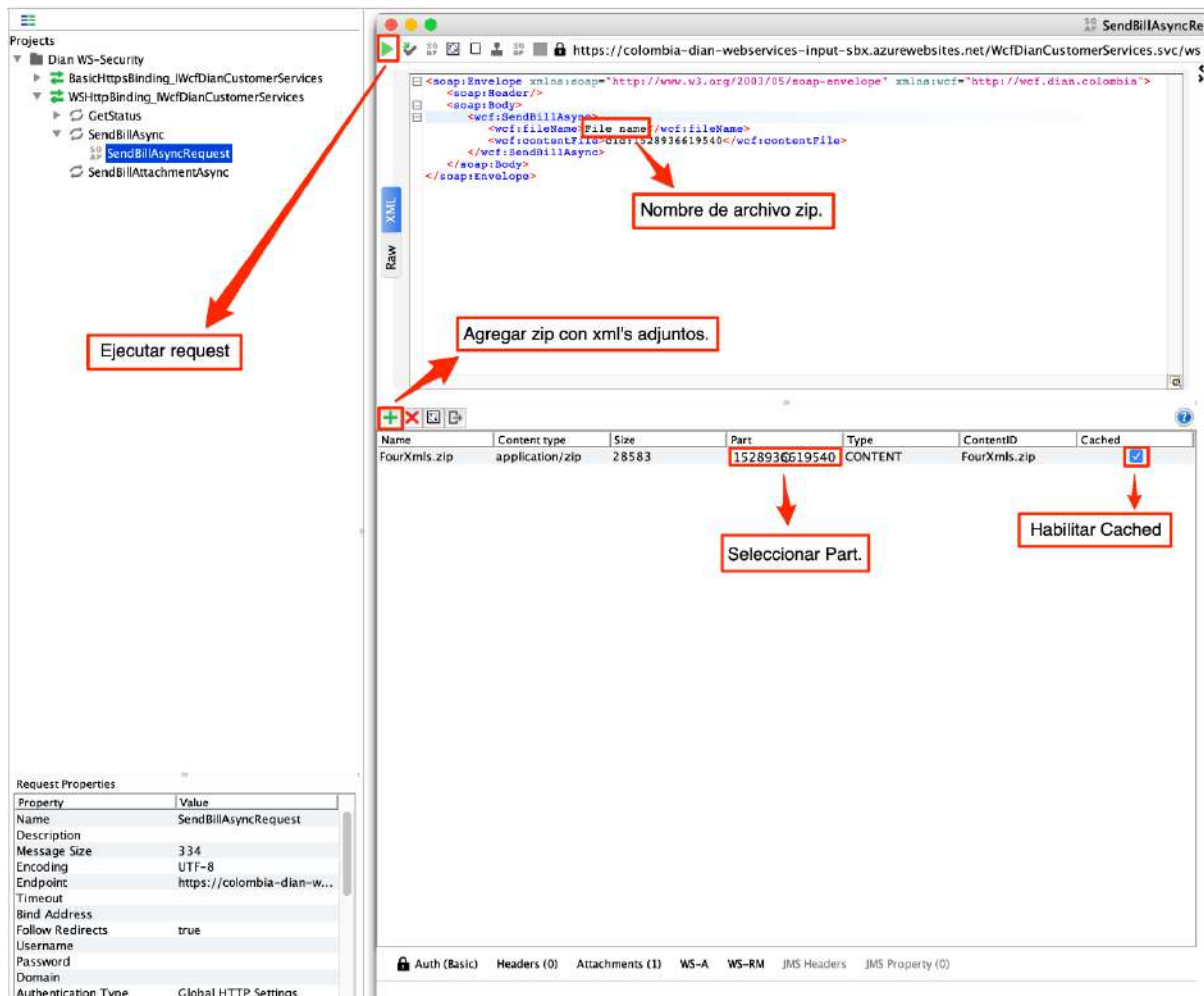 Projects
Dian WS-Security
BasicHttpsBinding_IWcfDianCustomerServices
WSHttpBinding_IWcfDianCustomerServices
GetStatus
SendBillAsync
SendBillAsyncRequest
SendBillAttachmentAsync
Ejecutar request
SendBillAsyncRe
https://colombia-dian-webservices-input-sbx.azurewebsites.net/WcfDianCustomerServices.svc/ws
XML
Raw
<soap:Envelope xmlns:soap="http://www.w3.org/2003/05/soap-envelope" xmlns:wcf="http://wcf.dian.colombia">
<soap:Header/>
<soap:Body>
<wcf:SendBillAsync>
<wcf:fileName>File name</wcf:fileName>
<wcf:contentFile>cid:1528936619540</wcf:contentFile>
</wcf:SendBillAsync>
</soap:Body>
</soap:Envelope>
Nombre de archivo zip.
Agregar zip con xml's adjuntos.
Name Content type Size Part Type ContentID Cached
FourXmls.zip application/zip 28583 1528936619540 CONTENT FourXmls.zip
Seleccionar Part.
Habilitar Cached
Request Properties
Property Value
Name SendBillAsyncRequest
Description
Message Size 334
Encoding UTF-8
Endpoint https://colombia-dian-w...
Timeout
Bind Address
Follow Redirects true
Username
Password
Domain
Authentication Type Global HTTP Settings
Auth (Basic) Headers (0) Attachments (1) WS-A WS-RM JMS Headers JMS Property (0)